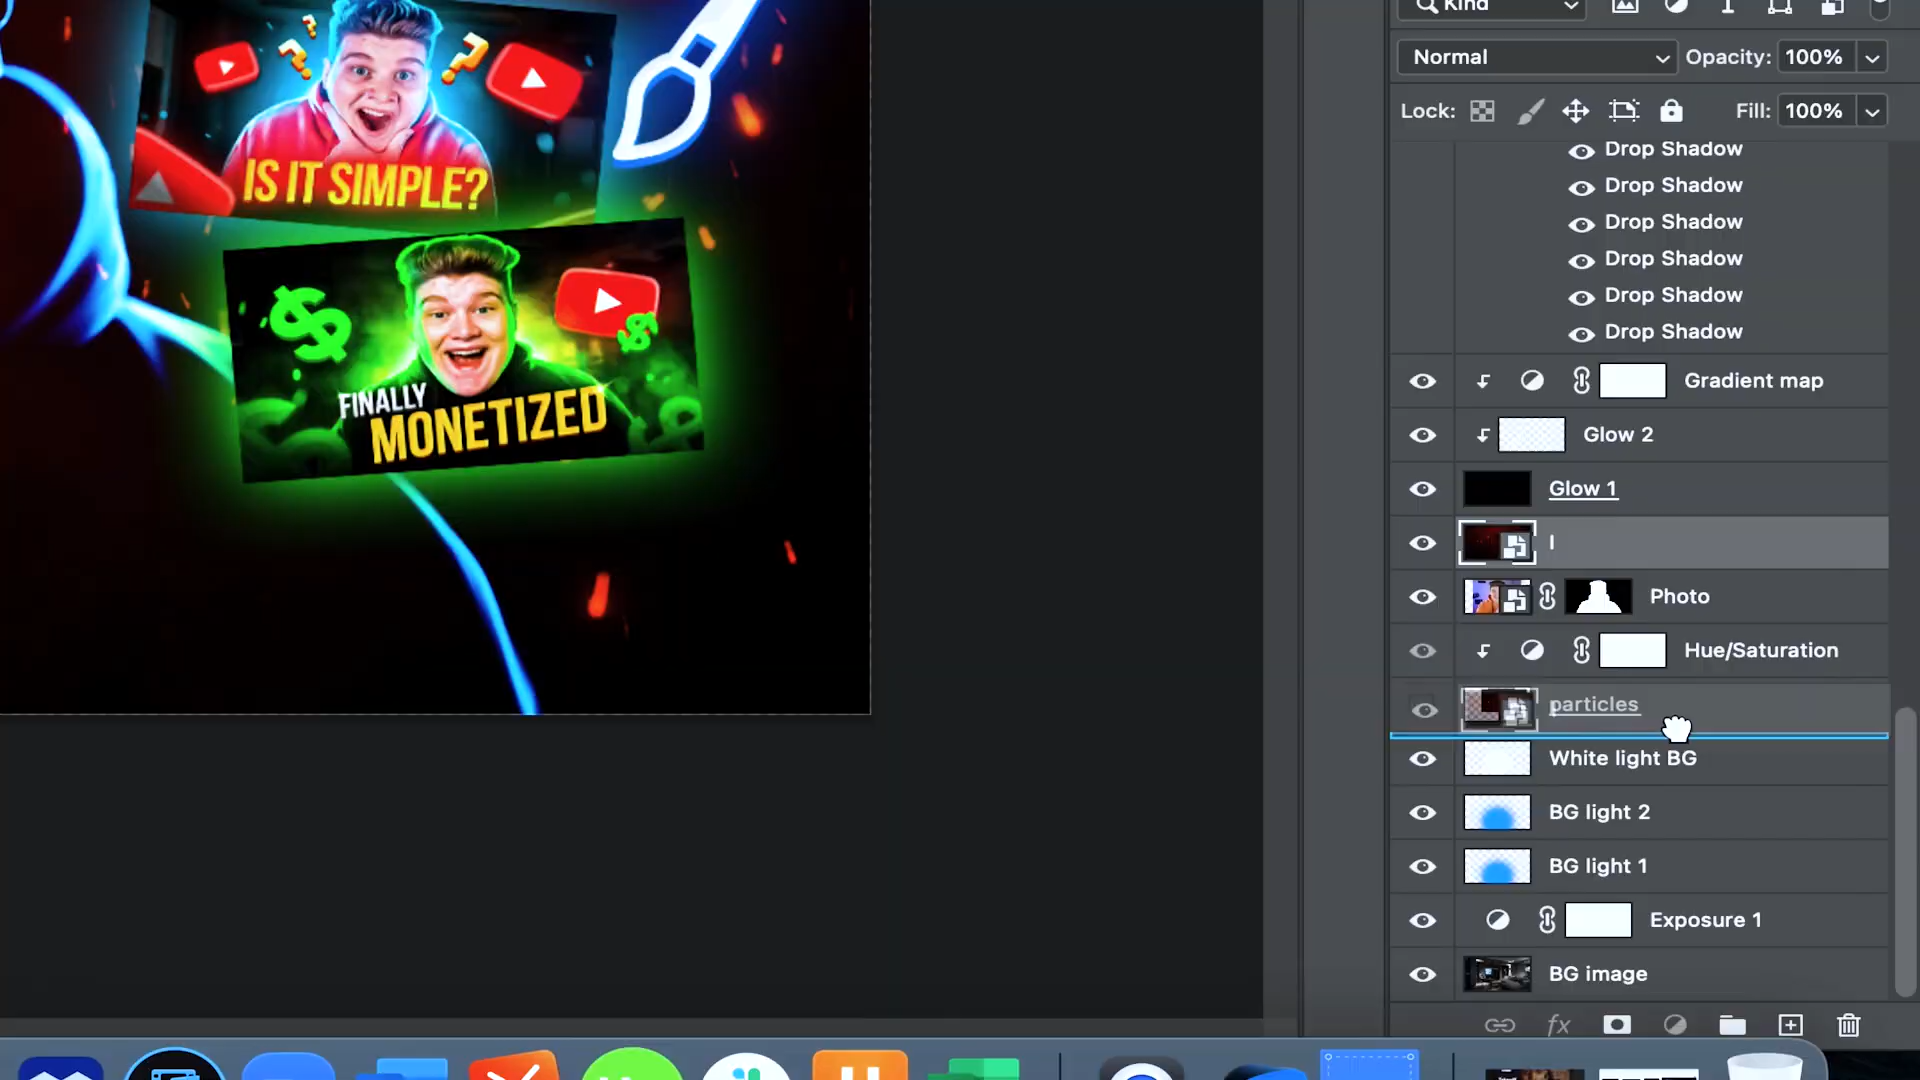 Kind
Normal
Opacity: 100%
Lock:
Fill: 100%
Drop Shadow
Drop Shadow
Drop Shadow
Drop Shadow
Drop Shadow
Drop Shadow
Gradient map
Glow 2
Glow 1
l
Photo
Hue/Saturation
particles
White light BG
BG light 2
BG light 1
Exposure 1
BG image
fx
IS IT SIMPLE?
FINALLY
MONETIZED